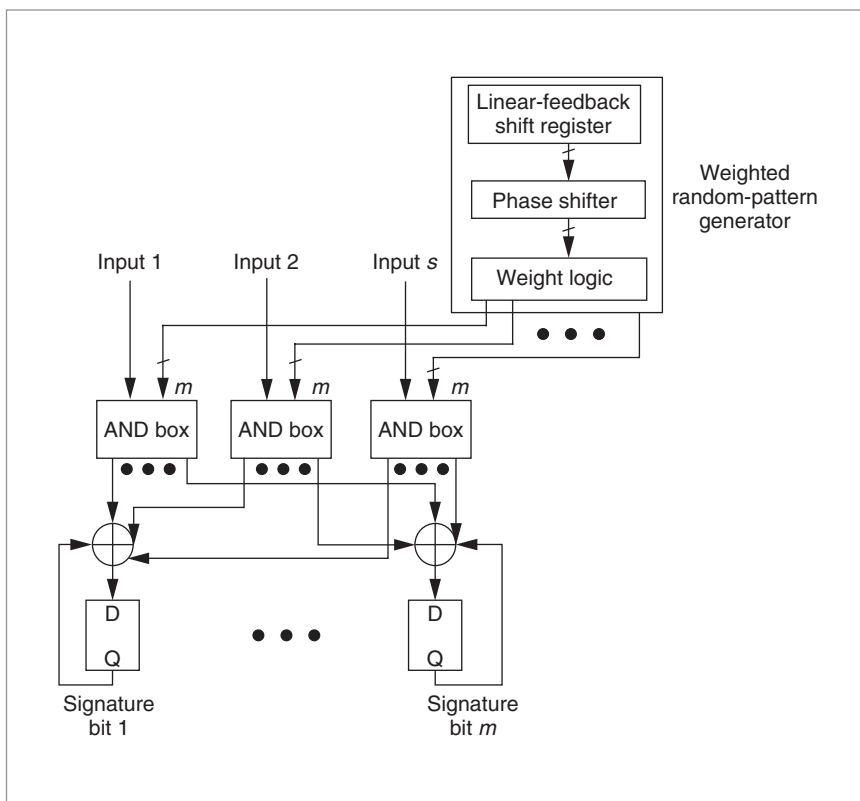 Linear-feedback
shift register
Phase shifter
Weight logic
Weighted
random-pattern
generator
Input 1
Input 2
Input s
m
m
m
AND box
AND box
AND box
D
Q
D
Q
Signature
bit 1
Signature
bit m